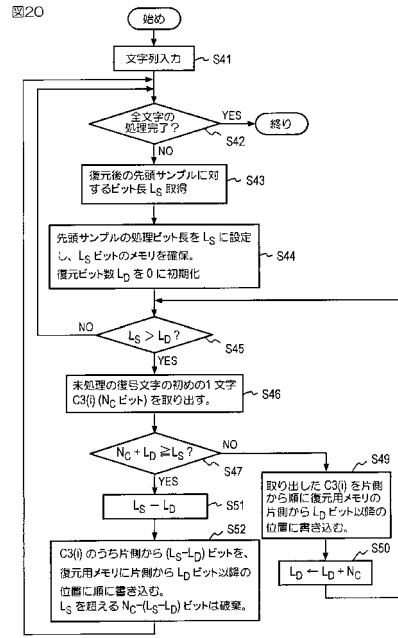 図20
始め
文字列入力
S41
全文字の
処理完了？
YES
終り
S42
NO
復元後の先頭サンプルに対
するビット長 LS 取得
S43
先頭サンプルの処理ビット長を LS に設定
し、LS ビットのメモリを確保。
復元ビット数 LD を 0 に初期化
S44
NO
LS > LD ?
S45
YES
未処理の復号文字の初めの1文字
C3(i) (NC ビット) を取り出す。
S46
NC + LD ≧ LS ?
NO
S47
YES
S49
取り出した C3(i) を片側
から順に復元用メモリの
片側から LD ビット以降の
位置に書き込む。
LS − LD
S51
S50
LD ← LD + NC
S52
C3(i) のうち片側から (LS−LD) ビットを、
復元用メモリに片側から LD ビット以降の
位置に順に書き込む。
LS を超える NC−(LS−LD) ビットは破棄。